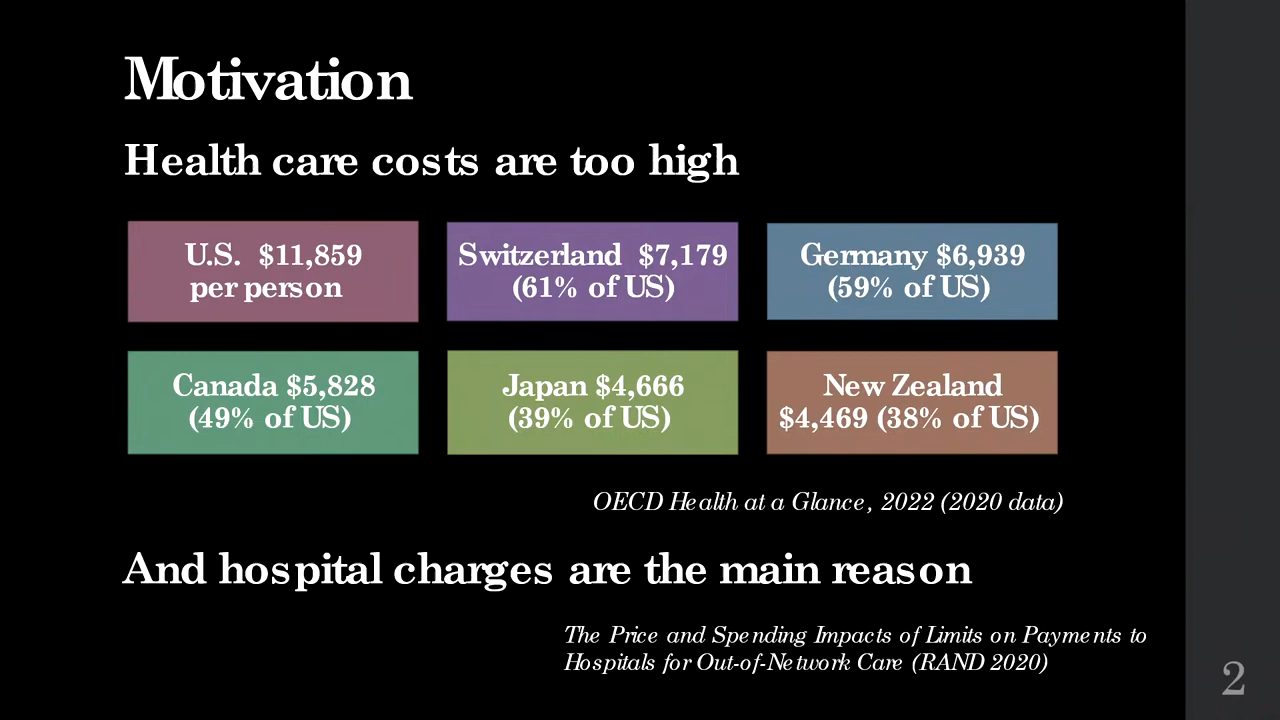 Motivation
Health care costs are too high
U.S. $11,859
per person
Switzerland $7,179
(61% of US)
Germany $6,939
(59% of US)
Canada $5,828
(49% of US)
Japan $4,666
(39% of US)
New Zealand
$4,469 (38% of US)
OECD Health at a Glance, 2022 (2020 data)
And hospital charges are the main reason
The Price and Spending Impacts of Limits on Payments to
Hospitals for Out-of-Network Care (RAND 2020)
2